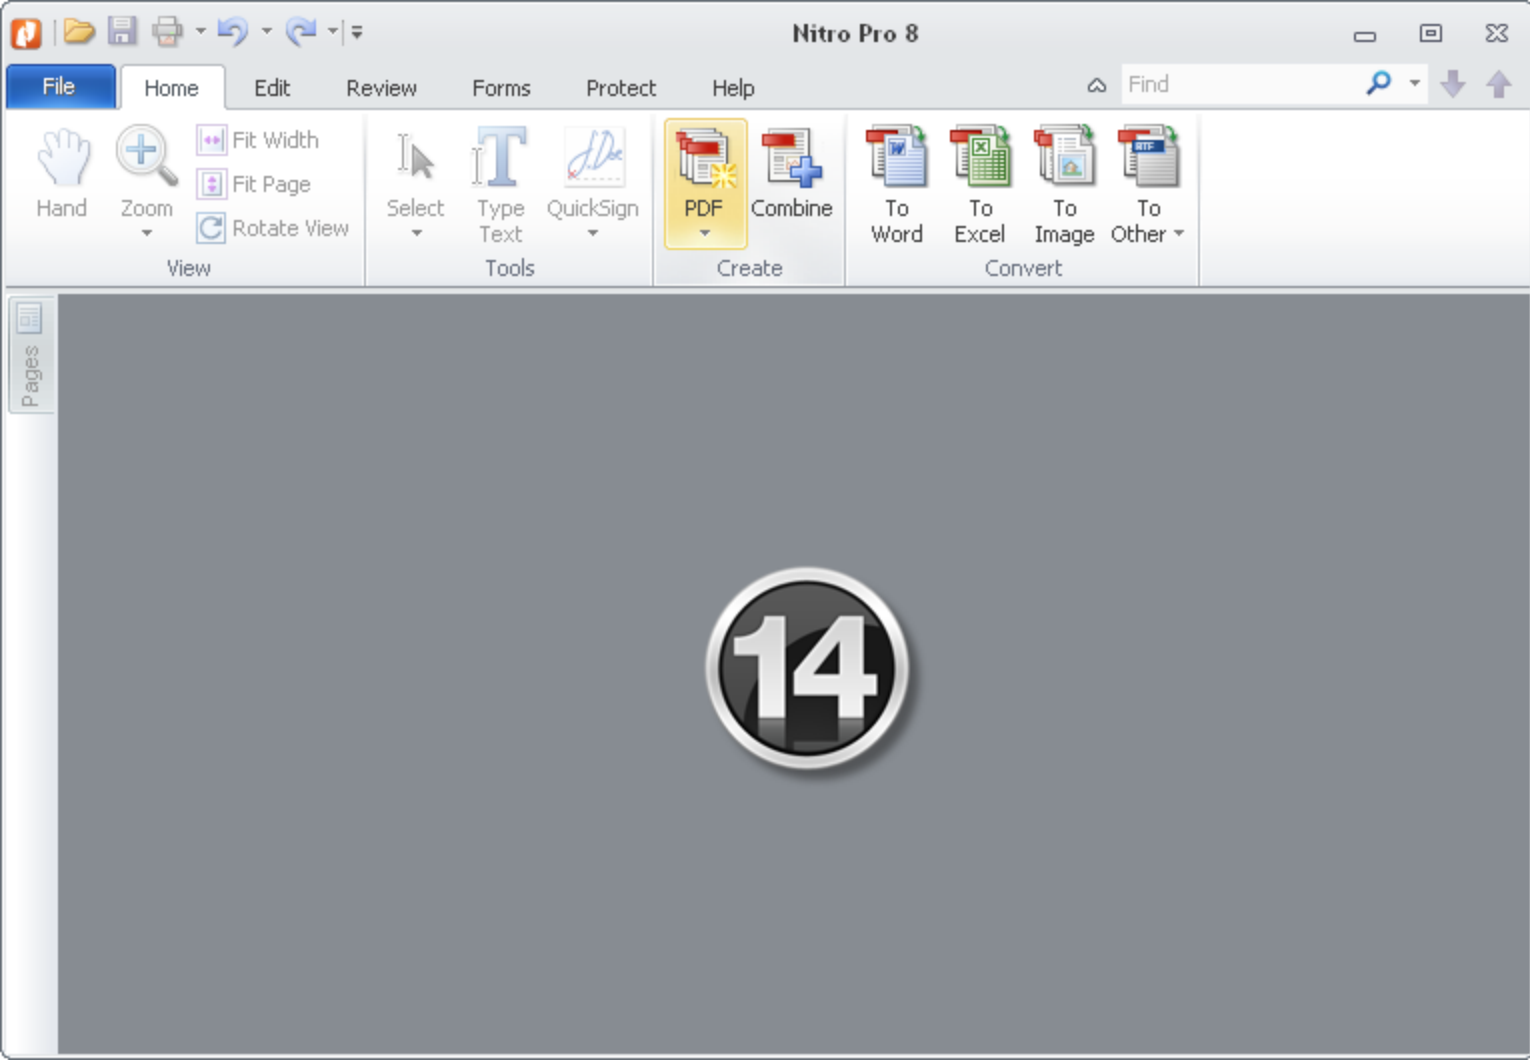 Nitro Pro 8
File Home Edit Review Forms Protect Help Find
Hand
Zoom
Fit Width
Fit Page
Rotate View
View
Select
Type
Text
QuickSign
Tools
PDF
Combine
Create
W
To
Word
X
To
Excel
To
Image
RTF
To
Other
Convert
J.Doe
T
Pages
14